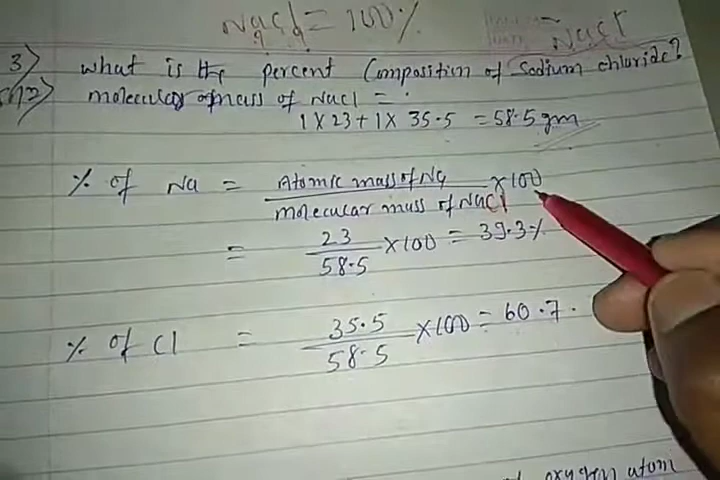 NaCl = 100%
NaCl
3) What is the percent Composition of Sodium chloride?
molecular mass of NaCl =
1 X 23 + 1 X 35.5 = 58.5 gm
% of Na = Atomic mass of Na / molecular mass of NaCl X 100
= 23 / 58.5 X 100 = 39.3%
% of Cl = 35.5 / 58.5 X 100 = 60.7.
oxygen atom